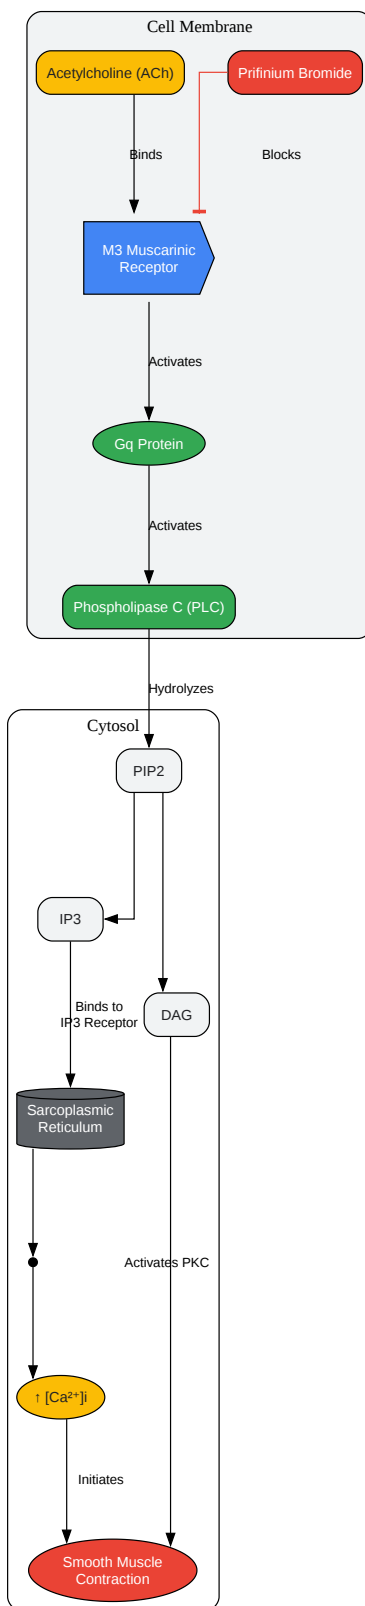 Cell Membrane
Acetylcholine (ACh)
Prifinium Bromide
Binds
Blocks
M3 Muscarinic
Receptor
Activates
Gq Protein
Activates
Phospholipase C (PLC)
Hydrolyzes
Cytosol
PIP2
IP3
Binds to
IP3 Receptor
DAG
Sarcoplasmic
Reticulum
Activates PKC
↑ [Ca²⁺]i
Initiates
Smooth Muscle
Contraction